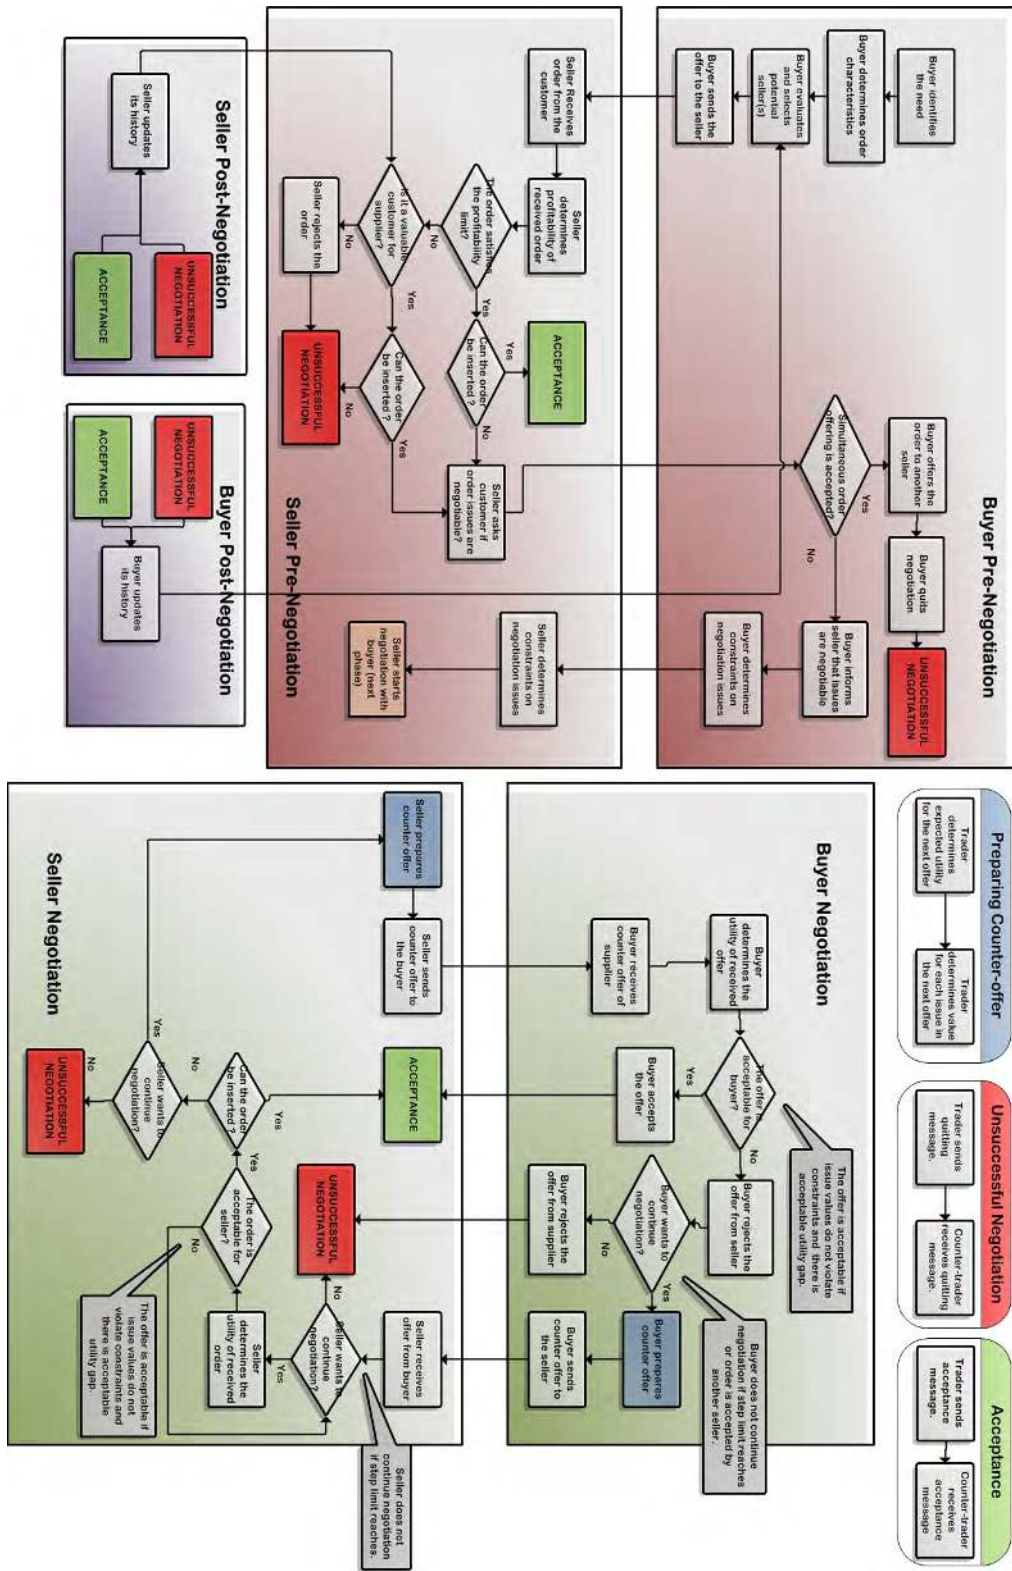 Buyer Pre-Negotiation
Buyer identifies
the need
Buyer determines order
characteristics
Buyer evaluates
and selects
potential
seller(s)
Buyer sends the
offer to the seller
Buyer offers the
order to another
seller
Buyer quits
negotiation
UNSUCCESSFUL
NEGOTIATION
Simultaneous order
offering is accepted?
Yes
No
Buyer informs
seller that issues
are negotiable
Buyer determines
constraints on
negotiation issues
Seller Pre-Negotiation
Seller Receives
order from the
customer
Seller
determines
profitability of
received order
The order satisfies
the profitability
limit?
Yes
No
Can the order
be inserted ?
Yes
No
ACCEPTANCE
Is it a valuable
customer for
supplier?
Yes
No
Can the order
be inserted ?
Yes
No
Seller rejects the
order
UNSUCCESSFUL
NEGOTIATION
Seller asks
customer if
order issues are
negotiable?
Seller determines
constraints on
negotiation issues
Seller starts
negotiation with
buyer (next
phase)
Seller Post-Negotiation
Seller updates
its history
UNSUCCESSFUL
NEGOTIATION
ACCEPTANCE
Buyer Post-Negotiation
UNSUCCESSFUL
NEGOTIATION
ACCEPTANCE
Buyer updates
its history
Preparing Counter-offer
Trader
determines
expected utility
for the next offer
Trader
determines value
for each issue in
the next offer
Unsuccessful Negotiation
Trader sends
quitting
message.
Counter-trader
receives quitting
message.
Acceptance
Trader sends
acceptance
message.
Counter-trader
receives
acceptance
message
Buyer Negotiation
Buyer receives
counter offer of
supplier
Buyer
determines the
utility of received
offer
The offer is
acceptable for
buyer?
Yes
No
The offer is acceptable if
issue values do not violate
constraints and there is
acceptable utility gap.
Buyer accepts
the offer
Buyer rejects the
offer from seller
Buyer wants to
continue
negotiation?
Yes
No
Buyer does not continue
negotiation if step limit reaches
or order is accepted by
another seller.
Buyer rejects the
offer from supplier
Buyer prepares
counter offer
Buyer sends
counter offer to
the seller
Seller Negotiation
Seller prepares
counter offer
Seller sends
counter offer to
the buyer
ACCEPTANCE
UNSUCCESSFUL
NEGOTIATION
Seller receives
offer from buyer
Seller wants to
continue
negotiation?
No
Yes
Seller does not
continue negotiation
if step limit reaches.
Seller
determines the
utility of received
order
The order is
acceptable for
seller?
Yes
No
The offer is acceptable if
issue values do not
violate constraints and
there is acceptable
utility gap.
Can the order
be inserted ?
Yes
No
Seller wants to
continue
negotiation?
Yes
No
UNSUCCESSFUL
NEGOTIATION